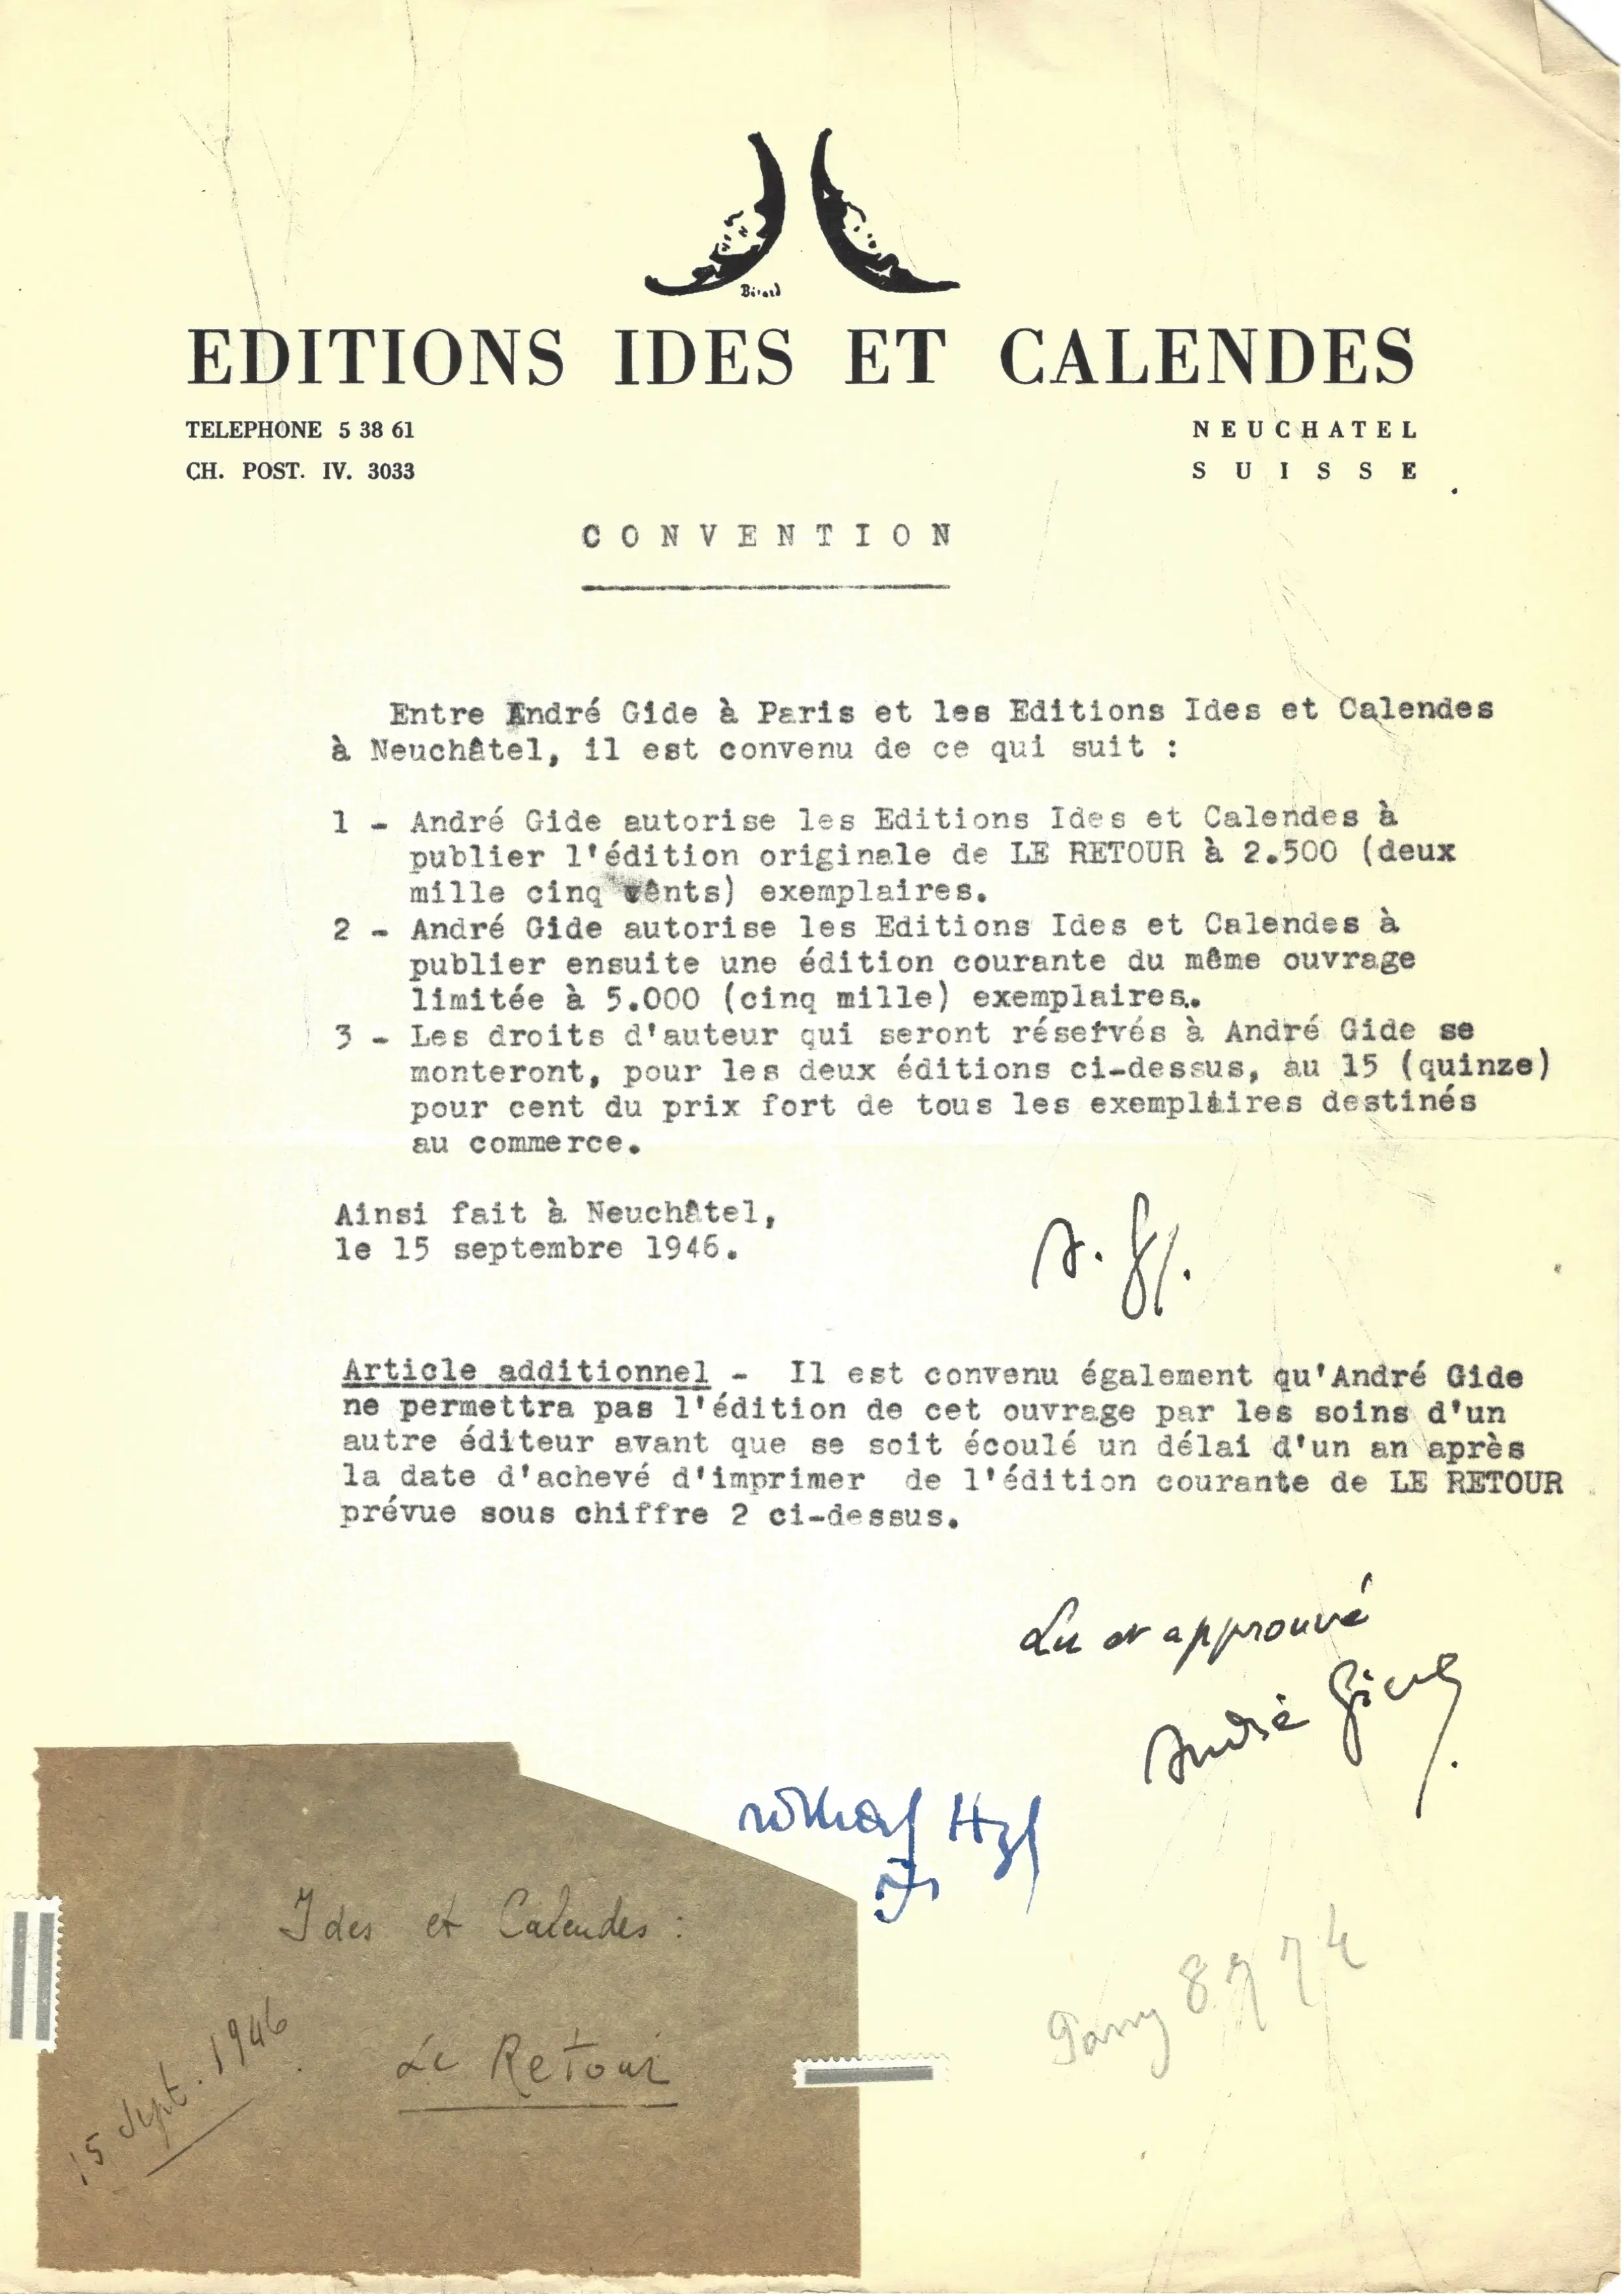 Bérard
EDITIONS IDES ET CALENDES
TELEPHONE 5 38 61
CH. POST. IV. 3033
NEUCHATEL
SUISSE
CONVENTION
Entre André Gide à Paris et les Editions Ides et Calendes
à Neuchâtel, il est convenu de ce qui suit :
1 - André Gide autorise les Editions Ides et Calendes à
publier l'édition originale de LE RETOUR à 2.500 (deux
mille cinq cents) exemplaires.
2 - André Gide autorise les Editions Ides et Calendes à
publier ensuite une édition courante du même ouvrage
limitée à 5.000 (cinq mille) exemplaires.
3 - Les droits d'auteur qui seront réservés à André Gide se
monteront, pour les deux éditions ci-dessus, au 15 (quinze)
pour cent du prix fort de tous les exemplaires destinés
au commerce.
Ainsi fait à Neuchâtel,
le 15 septembre 1946.
A. G.
Article additionnel - Il est convenu également qu'André Gide
ne permettra pas l'édition de cet ouvrage par les soins d'un
autre éditeur avant que se soit écoulé un délai d'un an après
la date d'achevé d'imprimer de l'édition courante de LE RETOUR
prévue sous chiffre 2 ci-dessus.
Lu et approuvé
André Gide
Ides et Calendes :
15 Sept. 1946
Le Retour